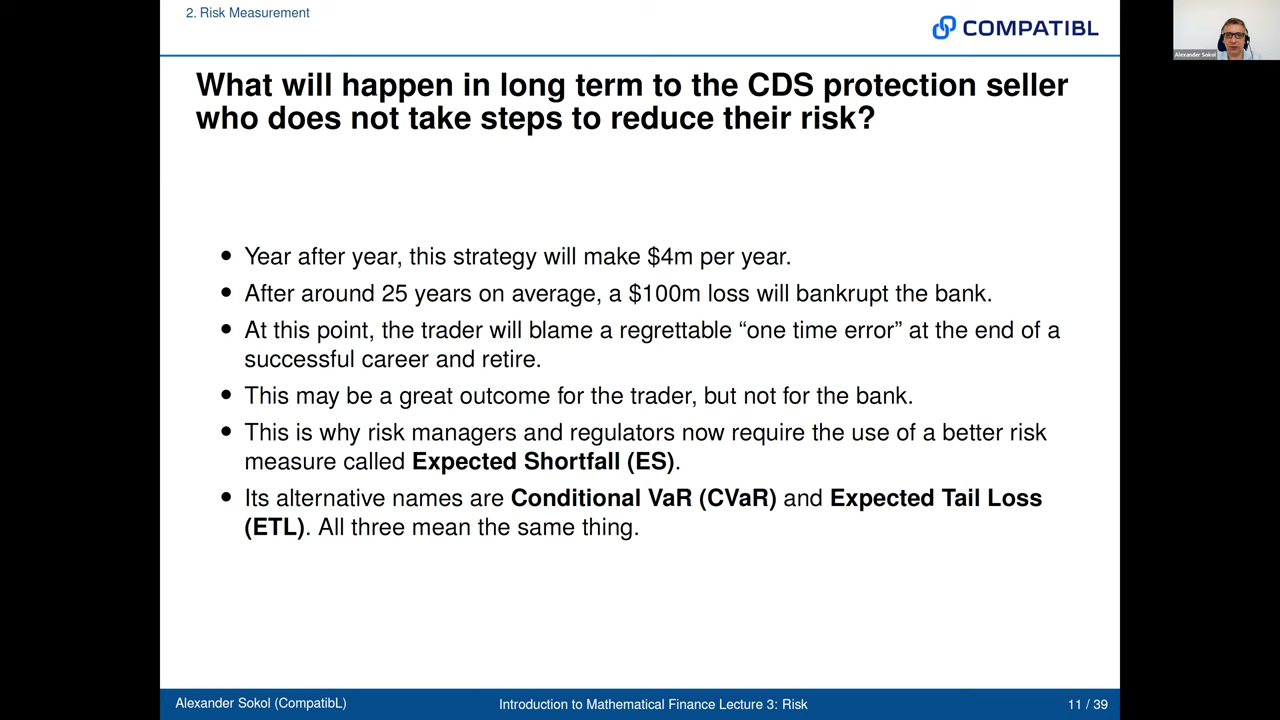 2. Risk Measurement
COMPATIBL
Alexander Sokol
What will happen in long term to the CDS protection seller
who does not take steps to reduce their risk?
• Year after year, this strategy will make $4m per year.
• After around 25 years on average, a $100m loss will bankrupt the bank.
• At this point, the trader will blame a regrettable “one time error” at the end of a
successful career and retire.
• This may be a great outcome for the trader, but not for the bank.
• This is why risk managers and regulators now require the use of a better risk
measure called Expected Shortfall (ES).
• Its alternative names are Conditional VaR (CVaR) and Expected Tail Loss
(ETL). All three mean the same thing.
Alexander Sokol (CompatibL)
Introduction to Mathematical Finance Lecture 3: Risk
11 / 39